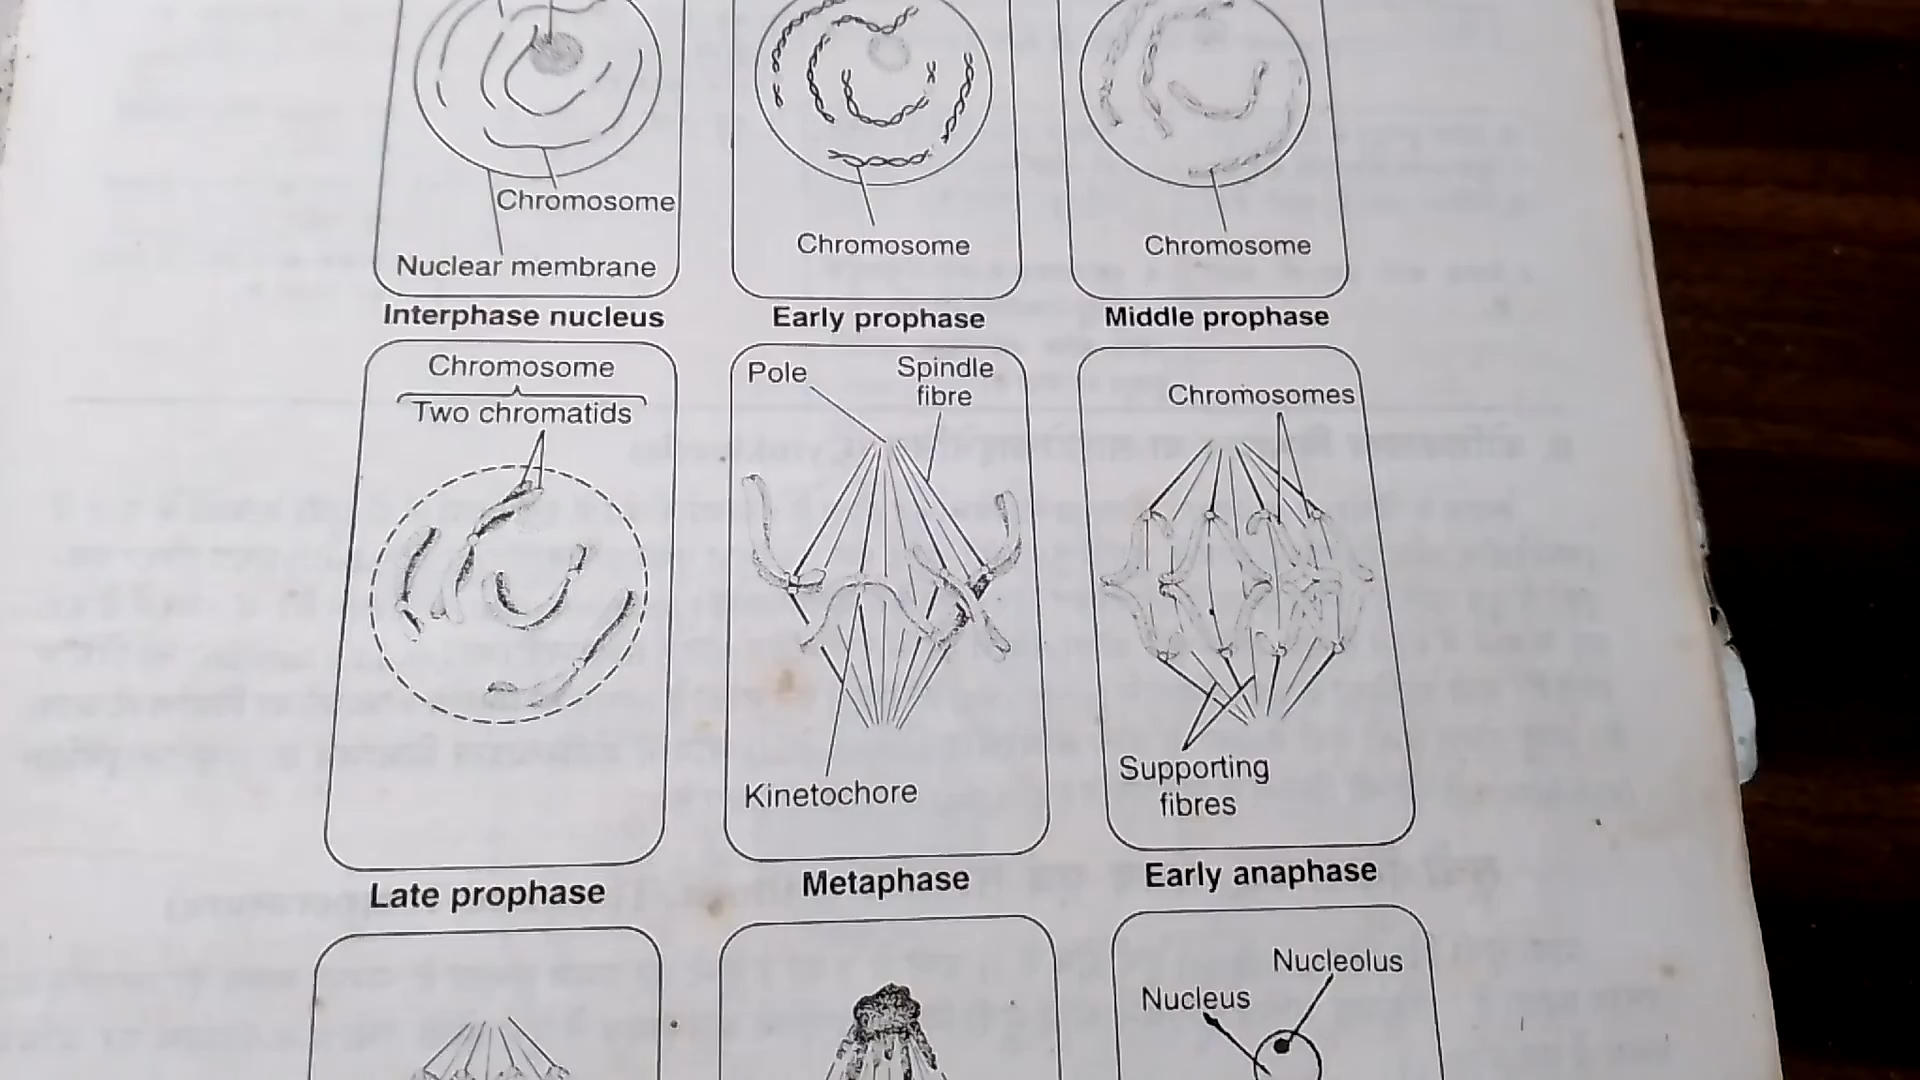 Chromosome
Nuclear membrane
Interphase nucleus
Chromosome
Early prophase
Chromosome
Middle prophase
Chromosome
Two chromatids
Late prophase
Pole
Spindle
fibre
Kinetochore
Metaphase
Chromosomes
Supporting
fibres
Early anaphase
Nucleolus
Nucleus